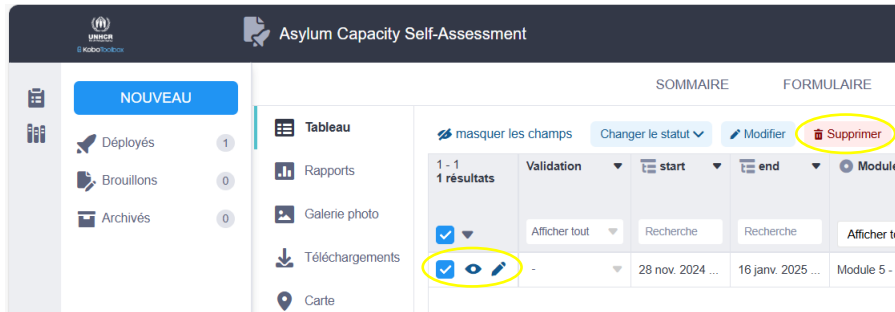 UNHCR
KoboToolbox
Asylum Capacity Self-Assessment
NOUVEAU
Déployés 1
Brouillons 0
Archivés 0
SOMMAIRE FORMULAIRE
Tableau
Rapports
Galerie photo
Téléchargements
Carte
masquer les champs Changer le statut Modifier Supprimer
1 - 1
1 résultats
Validation start end Module
Afficher tout Recherche Recherche Afficher to
- 28 nov. 2024 ... 16 janv. 2025 ... Module 5 -